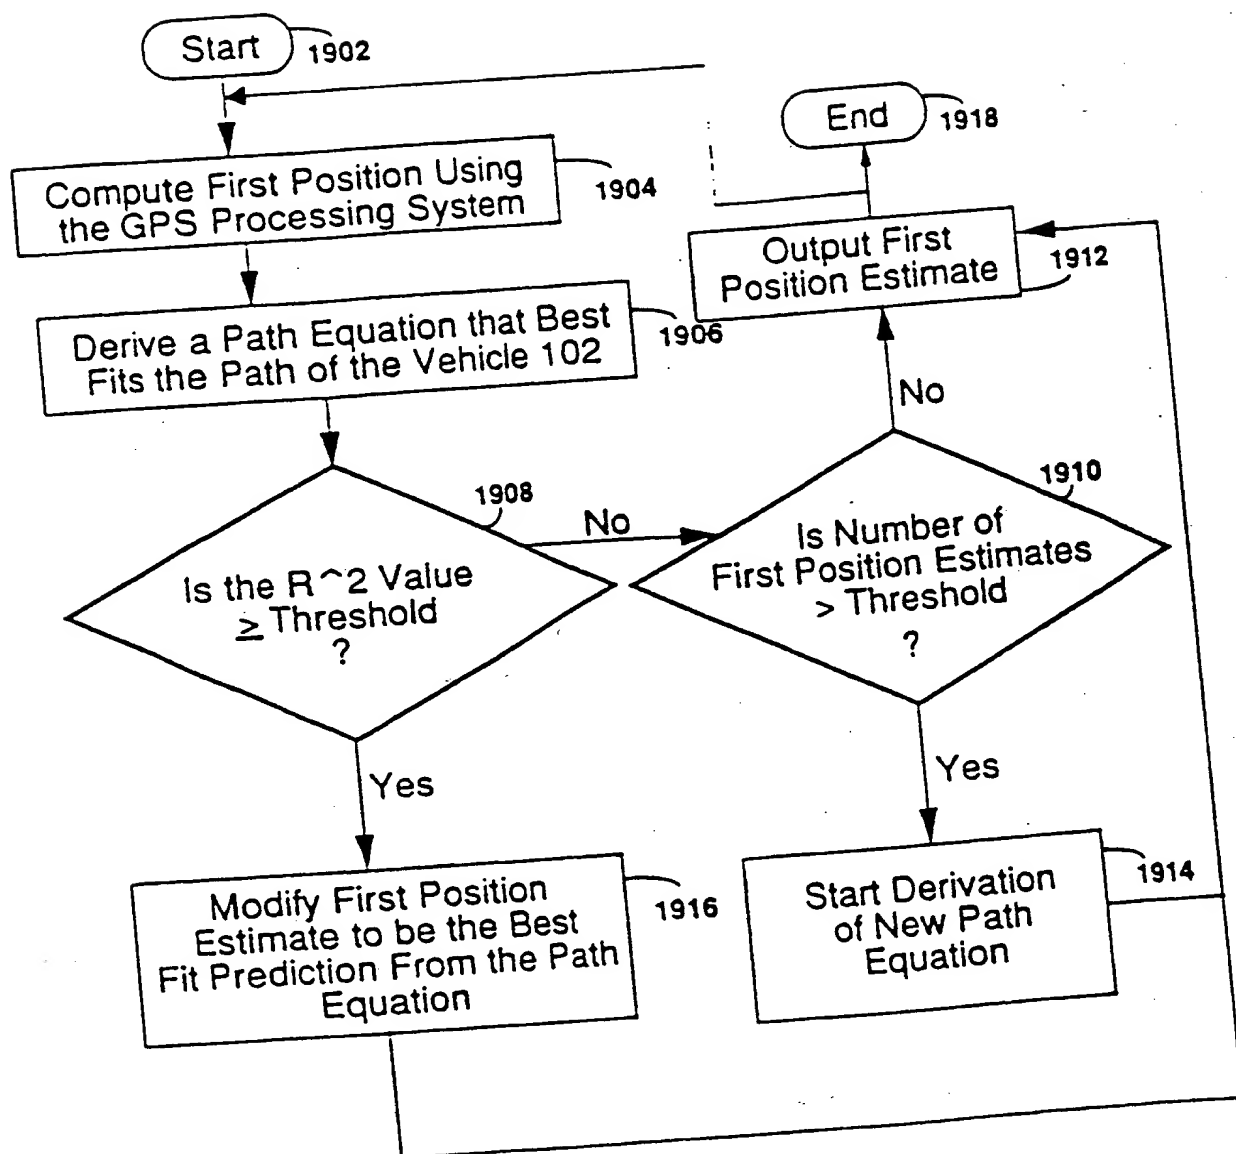 Start
1902
Compute First Position Using
the GPS Processing System
1904
Derive a Path Equation that Best
Fits the Path of the Vehicle 102
1906
Is the R^2 Value
≥ Threshold
?
1908
No
Yes
Modify First Position
Estimate to be the Best
Fit Prediction From the Path
Equation
1916
End
1918
Output First
Position Estimate
1912
No
Is Number of
First Position Estimates
> Threshold
?
1910
Yes
Start Derivation
of New Path
Equation
1914